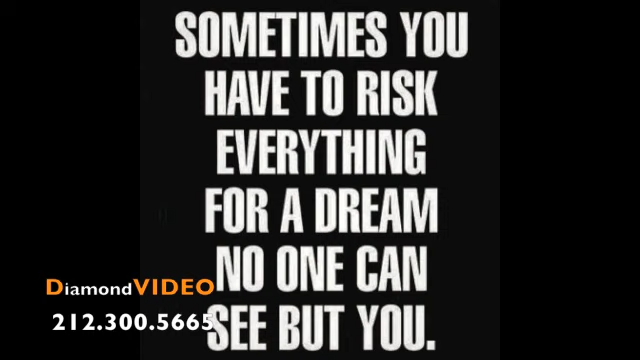 SOMETIMES YOU
HAVE TO RISK
EVERYTHING
FOR A DREAM
NO ONE CAN
SEE BUT YOU.
DiamondVIDEO
212.300.5665